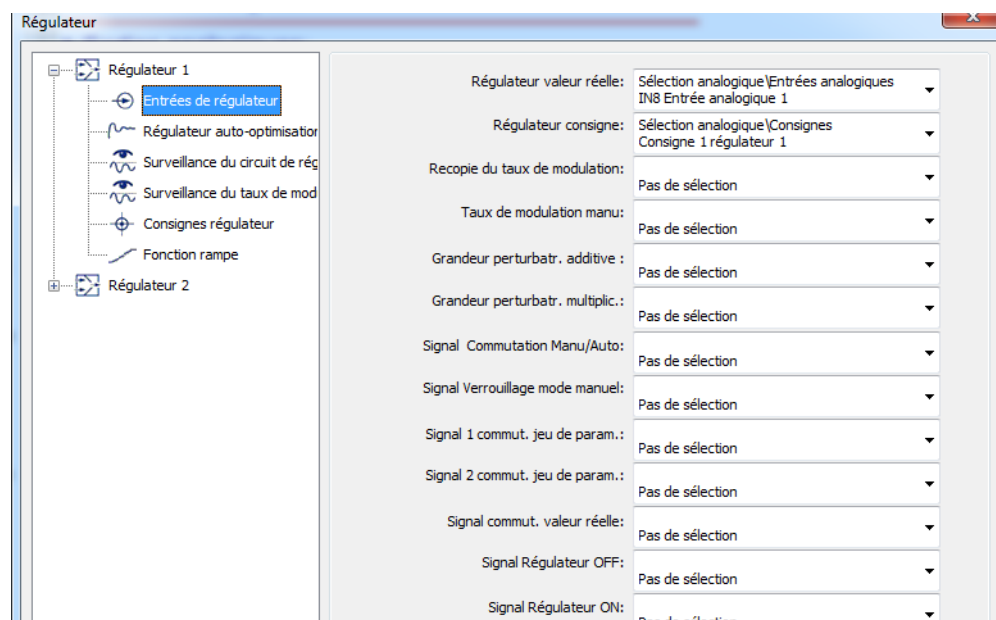 Régulateur
Régulateur 1
Entrées de régulateur
Régulateur auto-optimisation
Surveillance du circuit de rég
Surveillance du taux de mod
Consignes régulateur
Fonction rampe
Régulateur 2
Régulateur valeur réelle: Sélection analogique\Entrées analogiques
IN8 Entrée analogique 1
Régulateur consigne: Sélection analogique\Consignes
Consigne 1 régulateur 1
Recopie du taux de modulation: Pas de sélection
Taux de modulation manu: Pas de sélection
Grandeur perturbatr. additive : Pas de sélection
Grandeur perturbatr. multiplic.: Pas de sélection
Signal Commutation Manu/Auto: Pas de sélection
Signal Verrouillage mode manuel: Pas de sélection
Signal 1 commut. jeu de param.: Pas de sélection
Signal 2 commut. jeu de param.: Pas de sélection
Signal commut. valeur réelle: Pas de sélection
Signal Régulateur OFF: Pas de sélection
Signal Régulateur ON: Pas de sélection